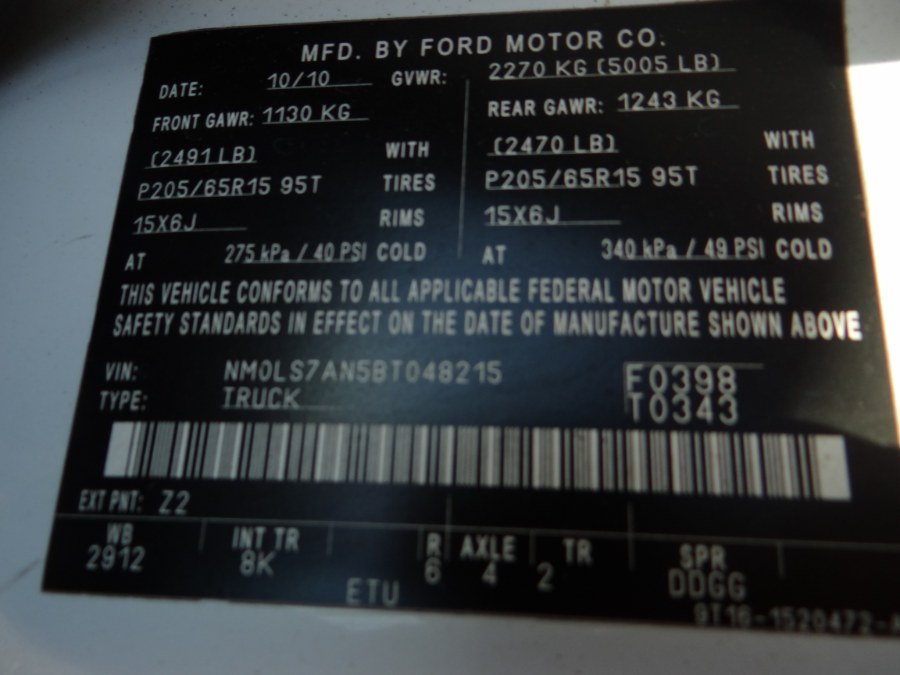 MFD. BY FORD MOTOR CO.
DATE: 10/10 GVWR: 2270 KG (5005 LB)
FRONT GAWR: 1130 KG REAR GAWR: 1243 KG
(2491 LB) WITH (2470 LB) WITH
P205/65R15 95T TIRES P205/65R15 95T TIRES
15X6J RIMS 15X6J RIMS
AT 275 kPa / 40 PSI COLD AT 340 kPa / 49 PSI COLD
THIS VEHICLE CONFORMS TO ALL APPLICABLE FEDERAL MOTOR VEHICLE
SAFETY STANDARDS IN EFFECT ON THE DATE OF MANUFACTURE SHOWN ABOVE
VIN: NM0LS7AN5BT048215 F0398
TYPE: TRUCK T0343
EXT PNT: Z2
WB INT TR R AXLE TR SPR
2912 8K 6 4 2 DDGG
ETU
9T16-1520472-A